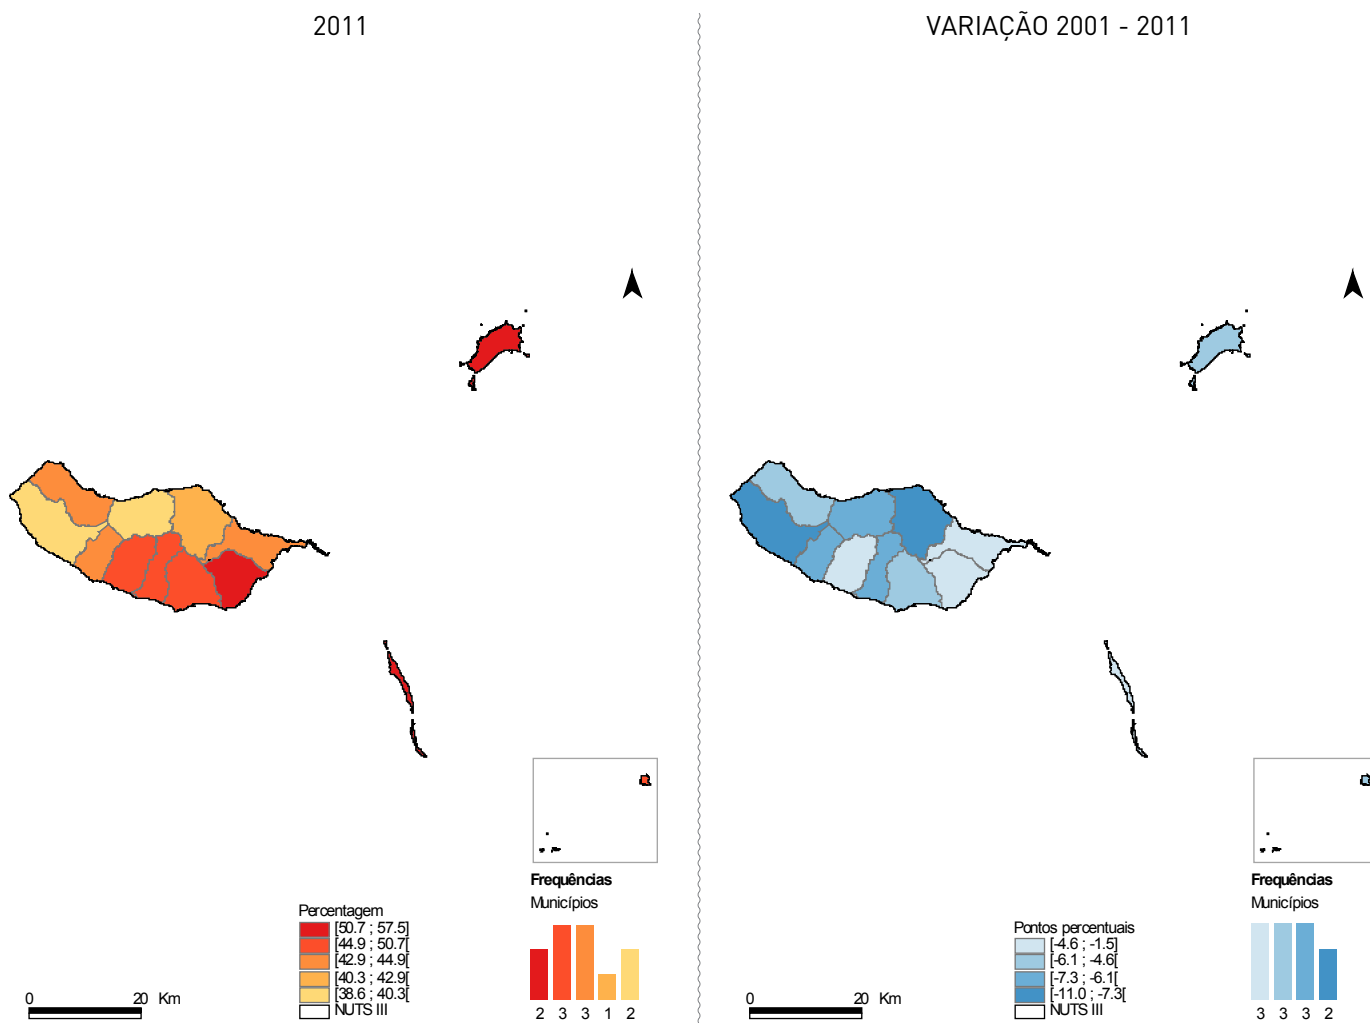 2011
VARIAÇÃO 2001 - 2011
Frequências
Municípios
Percentagem
[50.7 ; 57.5]
[44.9 ; 50.7[
[42.9 ; 44.9[
[40.3 ; 42.9[
[38.6 ; 40.3[
NUTS III
0 20 Km
2 3 3 1 2
Frequências
Municípios
Pontos percentuais
[-4.6 ; -1.5]
[-6.1 ; -4.6[
[-7.3 ; -6.1[
[-11.0 ; -7.3[
NUTS III
0 20 Km
3 3 3 2